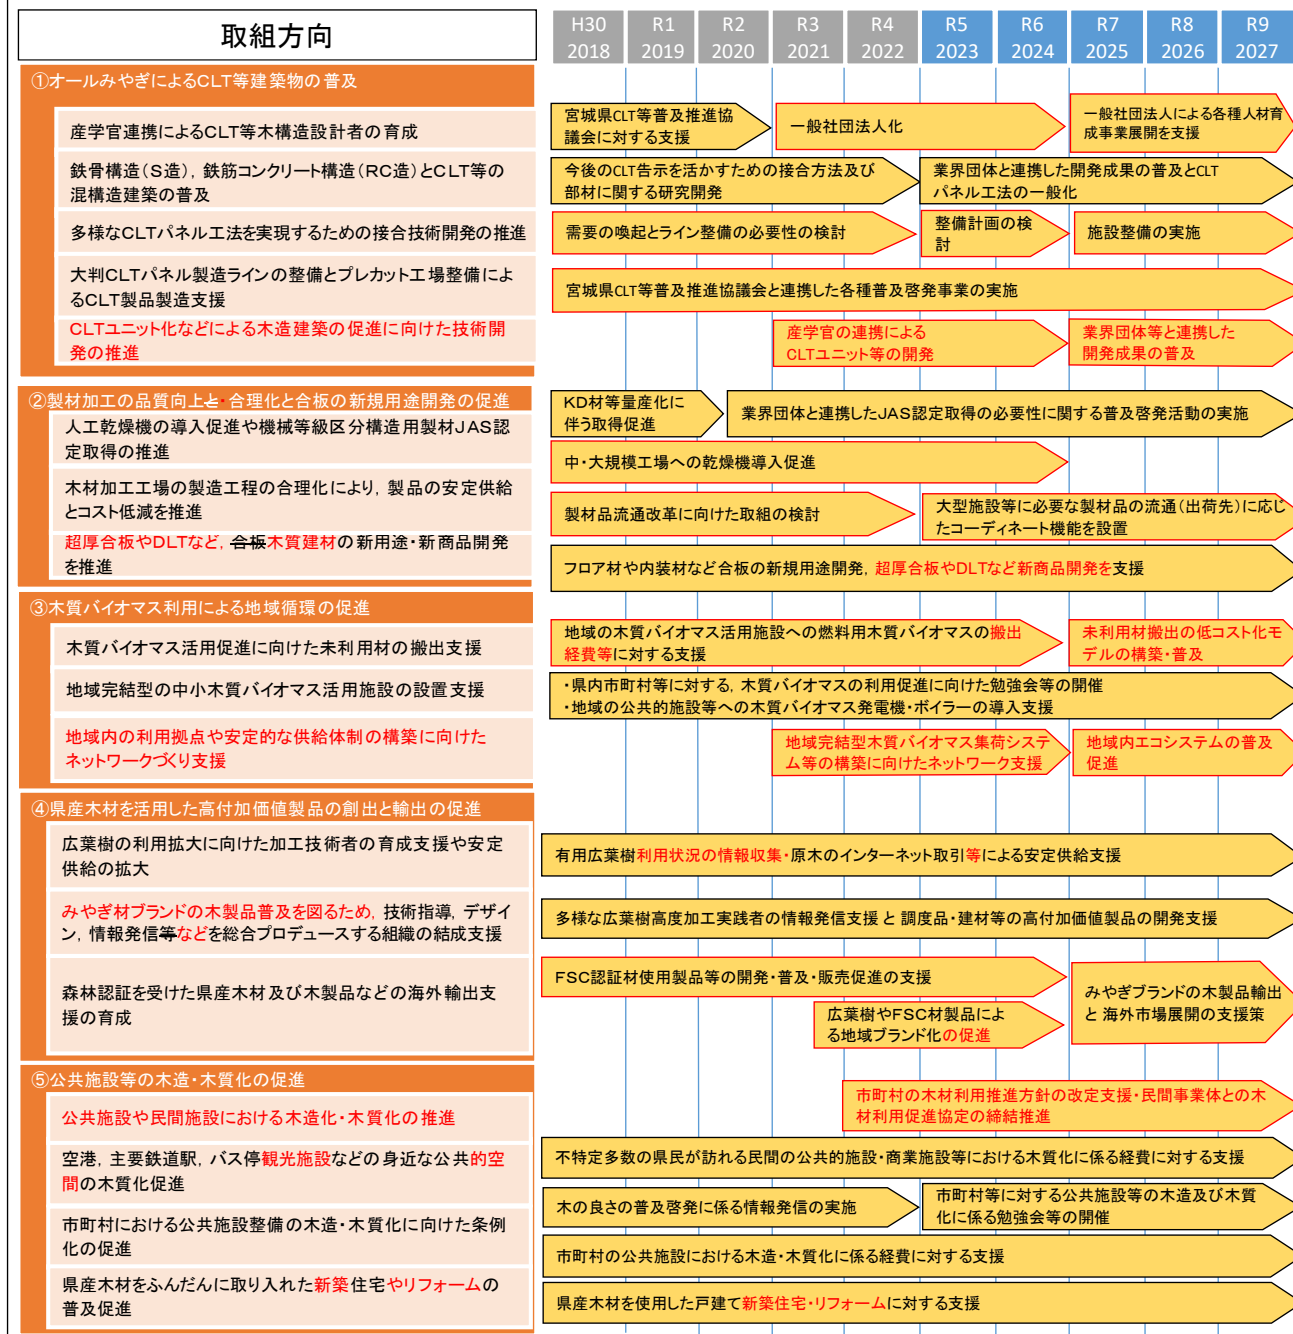 取組方向
H30 R1 R2 R3 R4 R5 R6 R7 R8 R9
2018 2019 2020 2021 2022 2023 2024 2025 2026 2027
①オールみやぎによるCLT等建築物の普及
産学官連携によるCLT等木構造設計者の育成
宮城県CLT等普及推進協
議会に対する支援
一般社団法人化
一般社団法人による各種人材育
成事業展開を支援
鉄骨構造(S造)，鉄筋コンクリート構造(RC造)とCLT等の
混構造建築の普及
今後のCLT告示を活かすための接合方法及び
部材に関する研究開発
業界団体と連携した開発成果の普及とCLT
パネル工法の一般化
多様なCLTパネル工法を実現するための接合技術開発の推進
需要の喚起とライン整備の必要性の検討
整備計画の検
討
施設整備の実施
大判CLTパネル製造ラインの整備とプレカット工場整備によ
るCLT製品製造支援
宮城県CLT等普及推進協議会と連携した各種普及啓発事業の実施
CLTユニット化などによる木造建築の促進に向けた技術開
発の推進
産学官の連携による
CLTユニット等の開発
業界団体等と連携した
開発成果の普及
②製材加工の品質向上と・合理化と合板の新規用途開発の促進
人工乾燥機の導入促進や機械等級区分構造用製材JAS認
定取得の推進
KD材等量産化に
伴う取得促進
業界団体と連携したJAS認定取得の必要性に関する普及啓発活動の実施
中・大規模工場への乾燥機導入促進
木材加工工場の製造工程の合理化により，製品の安定供給
とコスト低減を推進
製材品流通改革に向けた取組の検討
大型施設等に必要な製材品の流通(出荷先)に応じ
たコーディネート機能を設置
超厚合板やDLTなど，合板木質建材の新用途・新商品開発
を推進
フロア材や内装材など合板の新規用途開発，超厚合板やDLTなど新商品開発を支援
③木質バイオマス利用による地域循環の促進
木質バイオマス活用促進に向けた未利用材の搬出支援
地域の木質バイオマス活用施設への燃料用木質バイオマスの搬出
経費等に対する支援
未利用材搬出の低コスト化モ
デルの構築・普及
地域完結型の中小木質バイオマス活用施設の設置支援
・県内市町村等に対する，木質バイオマスの利用促進に向けた勉強会等の開催
・地域の公共的施設等への木質バイオマス発電機・ボイラーの導入支援
地域内の利用拠点や安定的な供給体制の構築に向けた
ネットワークづくり支援
地域完結型木質バイオマス集荷システ
ム等の構築に向けたネットワーク支援
地域内エコシステムの普及
促進
④県産木材を活用した高付加価値製品の創出と輸出の促進
広葉樹の利用拡大に向けた加工技術者の育成支援や安定
供給の拡大
有用広葉樹利用状況の情報収集・原木のインターネット取引等による安定供給支援
みやぎ材ブランドの木製品普及を図るため，技術指導，デザイ
ン，情報発信等などを総合プロデュースする組織の結成支援
多様な広葉樹高度加工実践者の情報発信支援 と 調度品・建材等の高付加価値製品の開発支援
森林認証を受けた県産木材及び木製品などの海外輸出支
援の育成
FSC認証材使用製品等の開発・普及・販売促進の支援
広葉樹やFSC材製品によ
る地域ブランド化の促進
みやぎブランドの木製品輸出
と 海外市場展開の支援策
⑤公共施設等の木造・木質化の促進
公共施設や民間施設における木造化・木質化の推進
市町村の木材利用推進方針の改定支援・民間事業体との木
材利用促進協定の締結推進
空港，主要鉄道駅，バス停観光施設などの身近な公共的空
間の木質化促進
不特定多数の県民が訪れる民間の公共的施設・商業施設等における木質化に係る経費に対する支援
木の良さの普及啓発に係る情報発信の実施
市町村等に対する公共施設等の木造及び木質
化に係る勉強会等の開催
市町村における公共施設整備の木造・木質化に向けた条例
化の促進
市町村の公共施設における木造・木質化に係る経費に対する支援
県産木材をふんだんに取り入れた新築住宅やリフォームの
普及促進
県産木材を使用した戸建て新築住宅・リフォームに対する支援